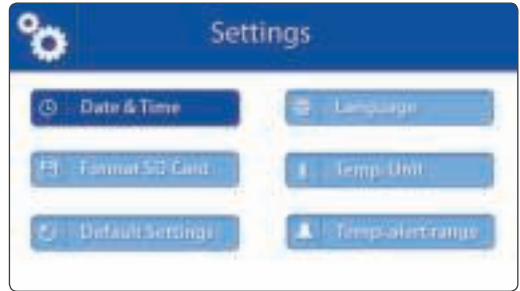 Settings
Date & Time
Language
Format SD Card
Temp-Unit
Default Settings
Temp-alert range